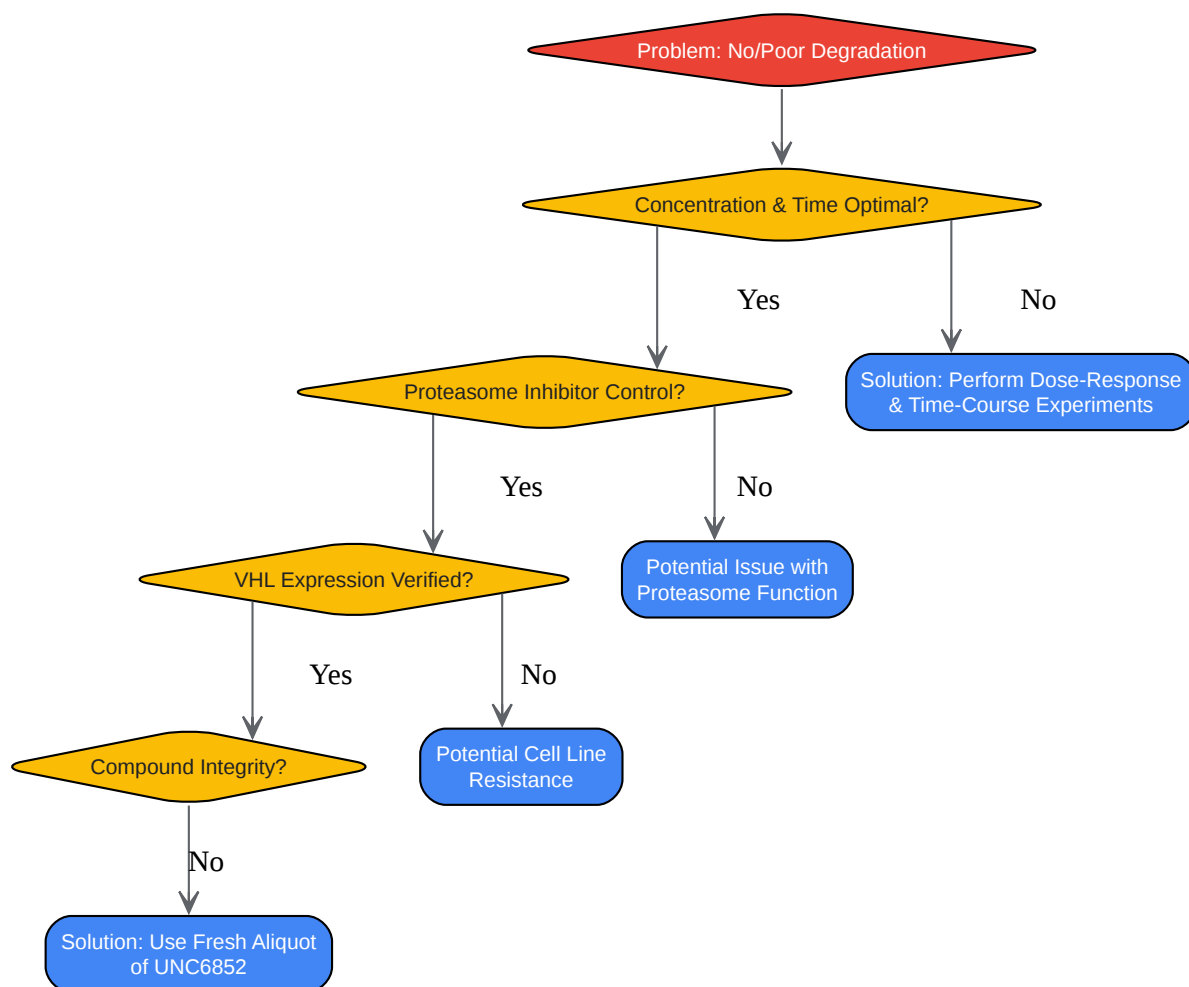 Problem: No/Poor Degradation
Concentration & Time Optimal?
Yes
No
Proteasome Inhibitor Control?
Solution: Perform Dose-Response
& Time-Course Experiments
Yes
No
VHL Expression Verified?
Potential Issue with
Proteasome Function
Yes
No
Compound Integrity?
Potential Cell Line
Resistance
No
Solution: Use Fresh Aliquot
of UNC6852